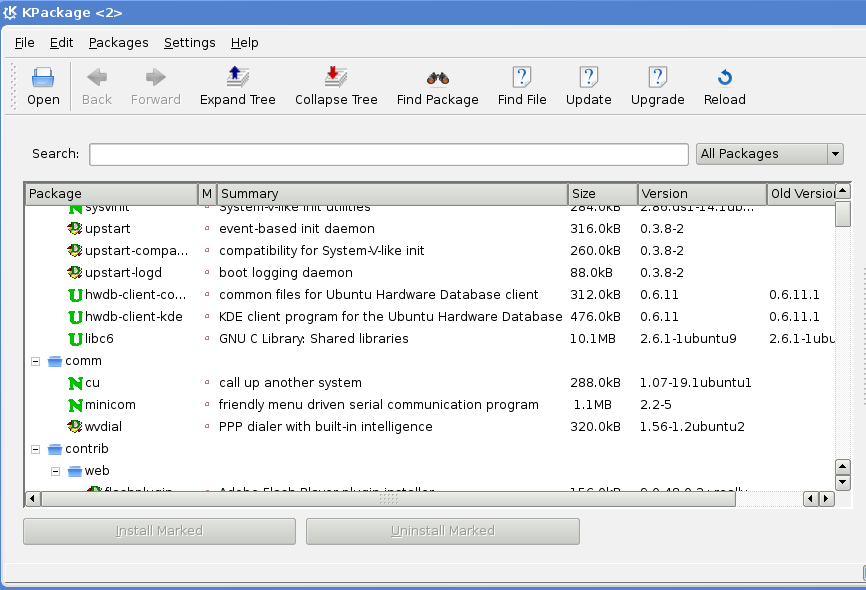 KPackage <2>
File Edit Packages Settings Help
Open Back Forward Expand Tree Collapse Tree Find Package Find File Update Upgrade Reload
Search: All Packages
Package M Summary Size Version Old Version
sysvinit System-V-like init utilities 284.0kB 2.86.ds1-14.1ub...
upstart event-based init daemon 316.0kB 0.3.8-2
upstart-compa... compatibility for System-V-like init 260.0kB 0.3.8-2
upstart-logd boot logging daemon 88.0kB 0.3.8-2
hwdb-client-co... common files for Ubuntu Hardware Database client 312.0kB 0.6.11 0.6.11.1
hwdb-client-kde KDE client program for the Ubuntu Hardware Database 476.0kB 0.6.11 0.6.11.1
libc6 GNU C Library: Shared libraries 10.1MB 2.6.1-1ubuntu9 2.6.1-1ubu
comm
cu call up another system 288.0kB 1.07-19.1ubuntu1
minicom friendly menu driven serial communication program 1.1MB 2.2-5
wvdial PPP dialer with built-in intelligence 320.0kB 1.56-1.2ubuntu2
contrib
web
flashplugin Adobe Flash Player plugin installer 156.0kB
Install Marked Uninstall Marked